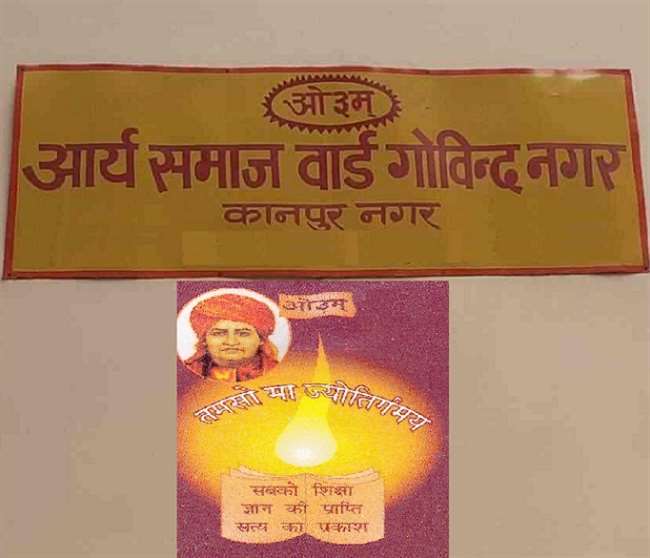 ओ३म्
आर्य समाज वार्ड गोविन्द नगर
कानपुर नगर
ओ३म्
तमसो मा ज्योतिर्गमय
सबको शिक्षा
ज्ञान की प्राप्ति
सत्य का प्रकाश